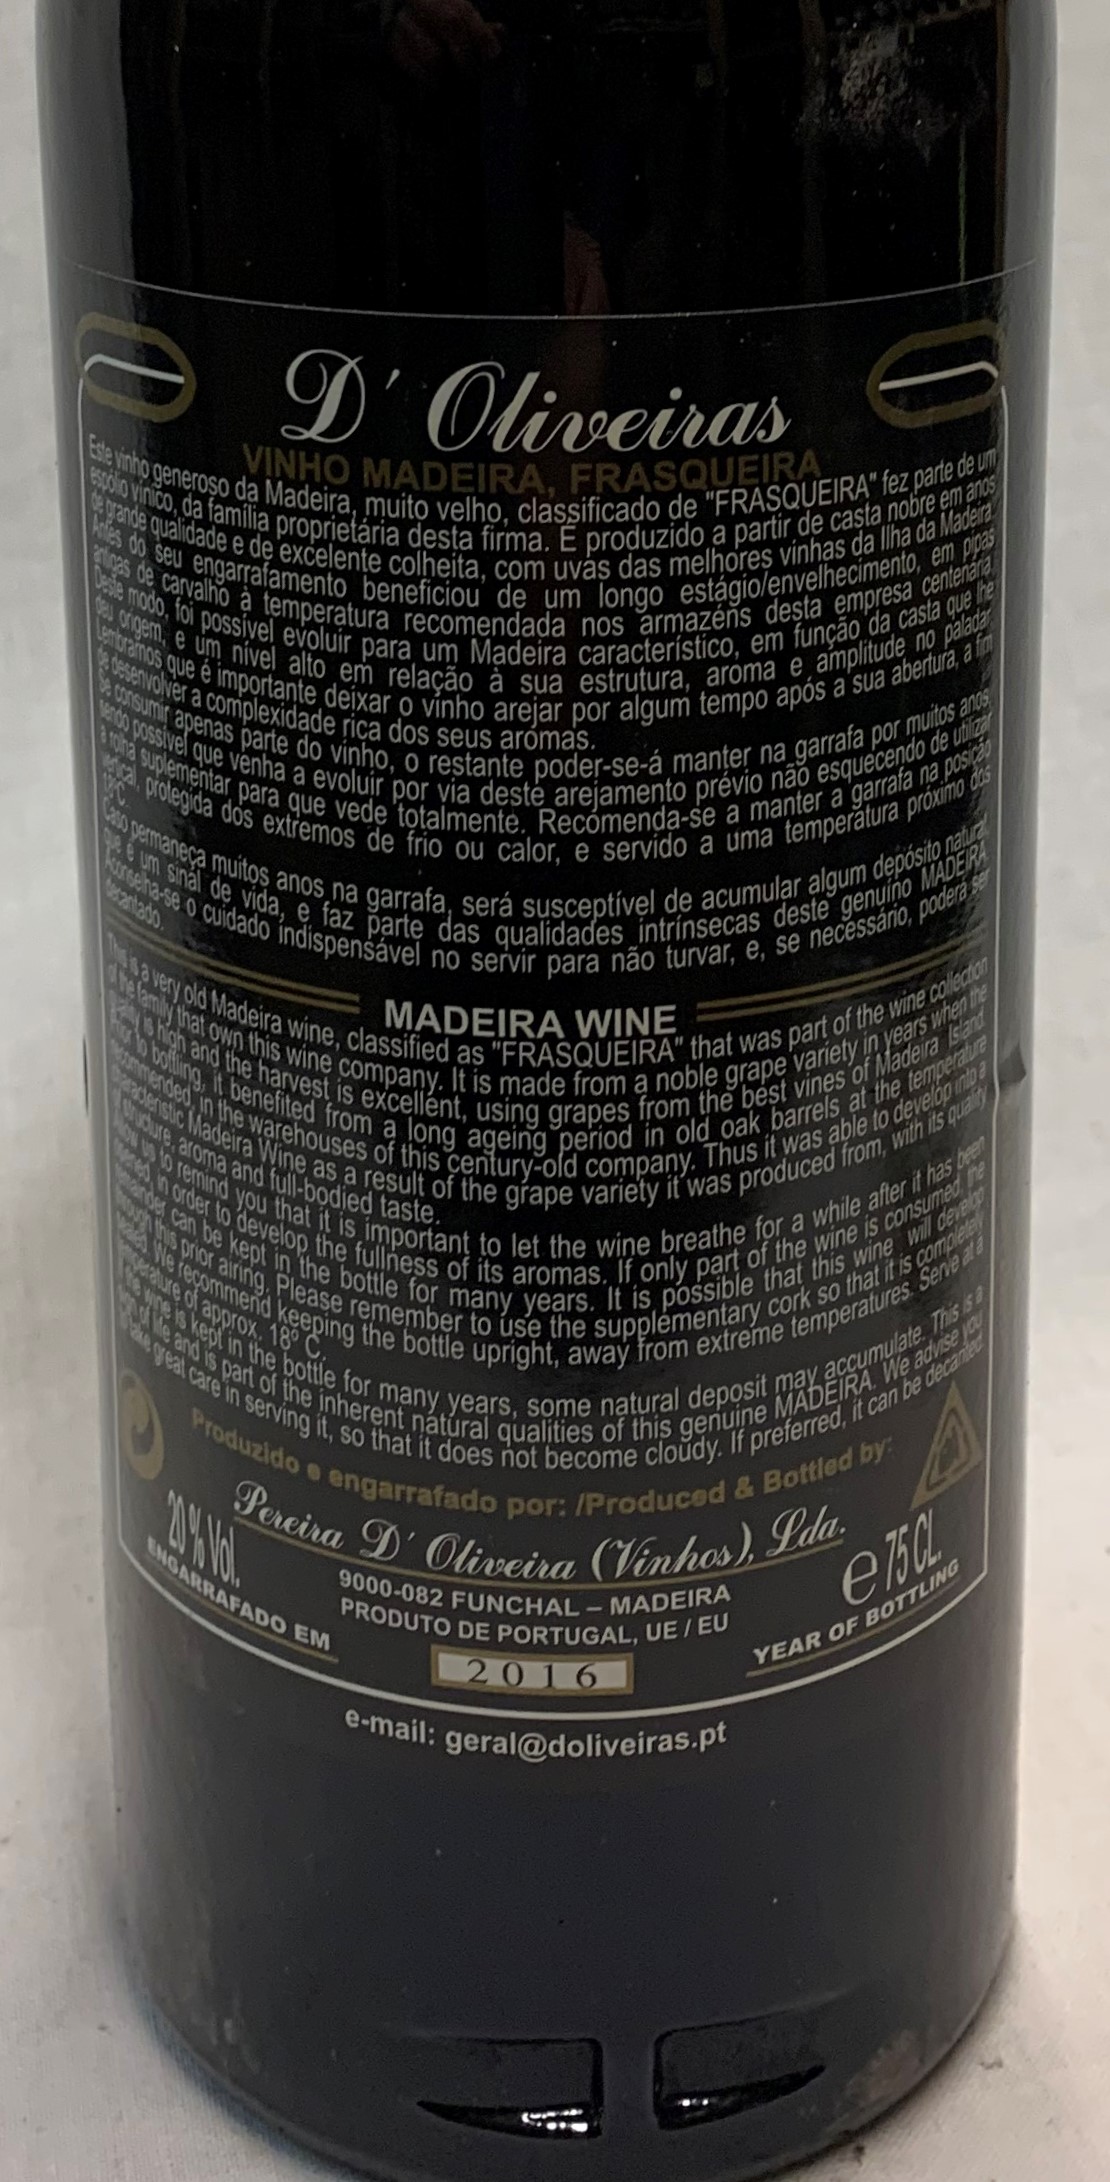 D' Oliveiras
VINHO MADEIRA, FRASQUEIRA
Este vinho generoso da Madeira, muito velho, classificado de "FRASQUEIRA" fez parte de um
espólio vínico, da família proprietária desta firma. É produzido a partir de casta nobre em anos
de grande qualidade e de excelente colheita, com uvas das melhores vinhas da Ilha da Madeira.
Antes do seu engarrafamento beneficiou de um longo estágio/envelhecimento, em pipas
antigas de carvalho à temperatura recomendada nos armazéns desta empresa centenária.
Deste modo, foi possível evoluir para um Madeira característico, em função da casta que lhe
deu origem, e um nível alto em relação à sua estrutura, aroma e amplitude no paladar.
Lembramos que é importante deixar o vinho arejar por algum tempo após a sua abertura, a fim
de desenvolver a complexidade rica dos seus aromas.
Se consumir apenas parte do vinho, o restante poder-se-á manter na garrafa por muitos anos,
sendo possível que venha a evoluir por via deste arejamento prévio não esquecendo de utilizar
a rolha suplementar para que vede totalmente. Recomenda-se a manter a garrafa na posição
vertical, protegida dos extremos de frio ou calor, e servido a uma temperatura próximo dos
18ºC.
Caso permaneça muitos anos na garrafa, será susceptível de acumular algum depósito natural,
que é um sinal de vida, e faz parte das qualidades intrínsecas deste genuíno MADEIRA.
Aconselha-se o cuidado indispensável no servir para não turvar, e, se necessário, poderá ser
decantado.
MADEIRA WINE
This is a very old Madeira wine, classified as "FRASQUEIRA" that was part of the wine collection
of the family that own this wine company. It is made from a noble grape variety in years when the
quality is high and the harvest is excellent, using grapes from the best vines of Madeira Island.
Prior to bottling, it benefited from a long ageing period in old oak barrels at the temperature
recommended, in the warehouses of this century-old company. Thus it was able to develop into a
characteristic Madeira Wine as a result of the grape variety it was produced from, with its quality
structure, aroma and full-bodied taste.
Allow us to remind you that it is important to let the wine breathe for a while after it has been
opened, in order to develop the fullness of its aromas. If only part of the wine is consumed, the
remainder can be kept in the bottle for many years. It is possible that this wine will develop
through this prior airing. Please remember to use the supplementary cork so that it is completely
sealed. We recommend keeping the bottle upright, away from extreme temperatures. Serve at a
temperature of approx. 18º C.
If the wine is kept in the bottle for many years, some natural deposit may accumulate. This is a
sign of life and is part of the inherent natural qualities of this genuine MADEIRA. We advise you
to take great care in serving it, so that it does not become cloudy. If preferred, it can be decanted.
Produzido e engarrafado por: /Produced & Bottled by:
Pereira D' Oliveira (Vinhos), Lda.
20 % Vol.
9000-082 FUNCHAL – MADEIRA
e 75 CL.
PRODUTO DE PORTUGAL, UE / EU
ENGARRAFADO EM
2016
YEAR OF BOTTLING
e-mail: geral@doliveiras.pt